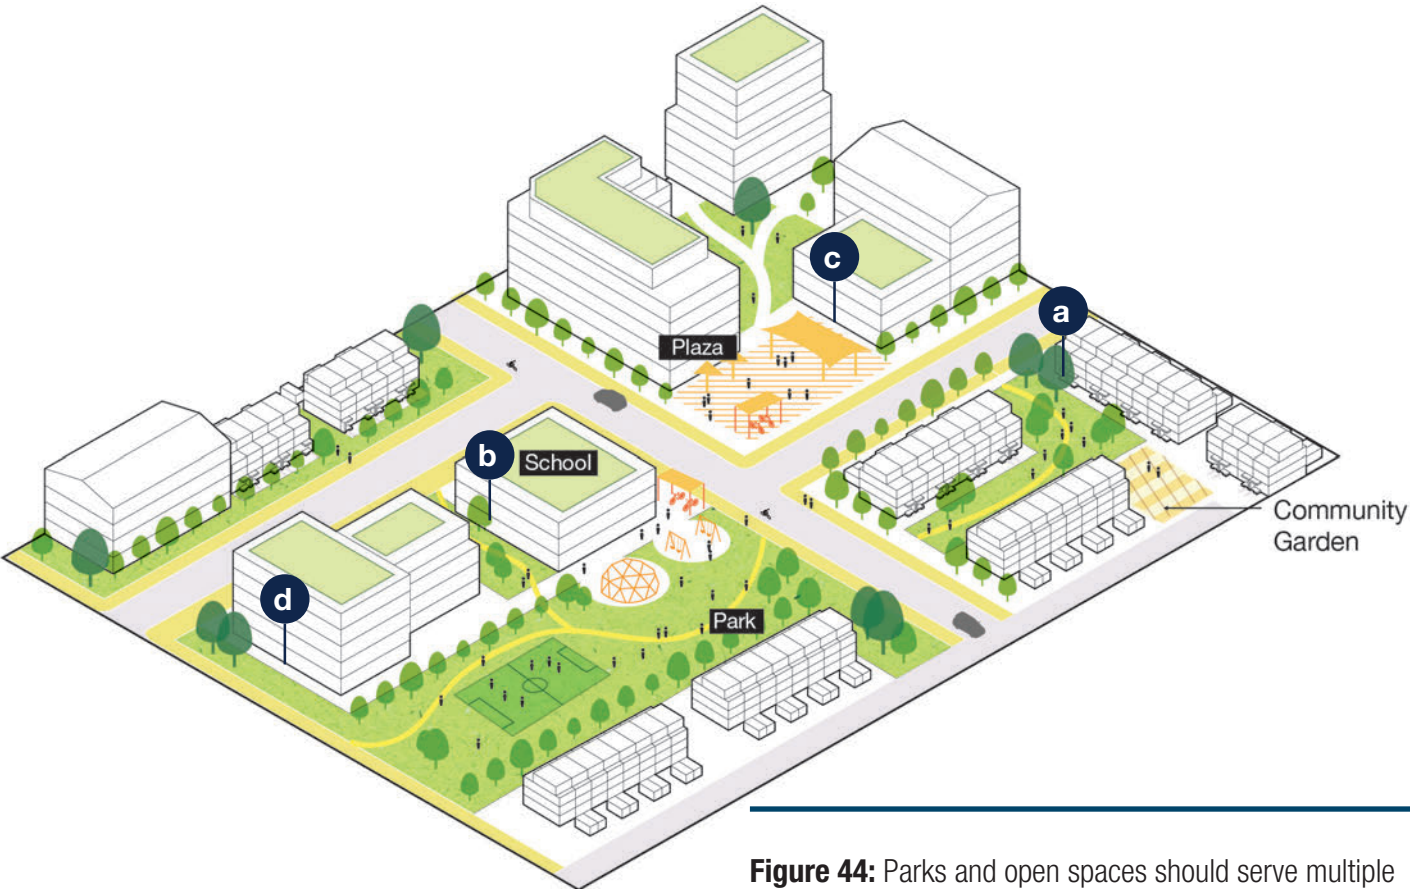 c
a
Plaza
b
School
Community
Garden
d
Park
Figure 44: Parks and open spaces should serve multiple